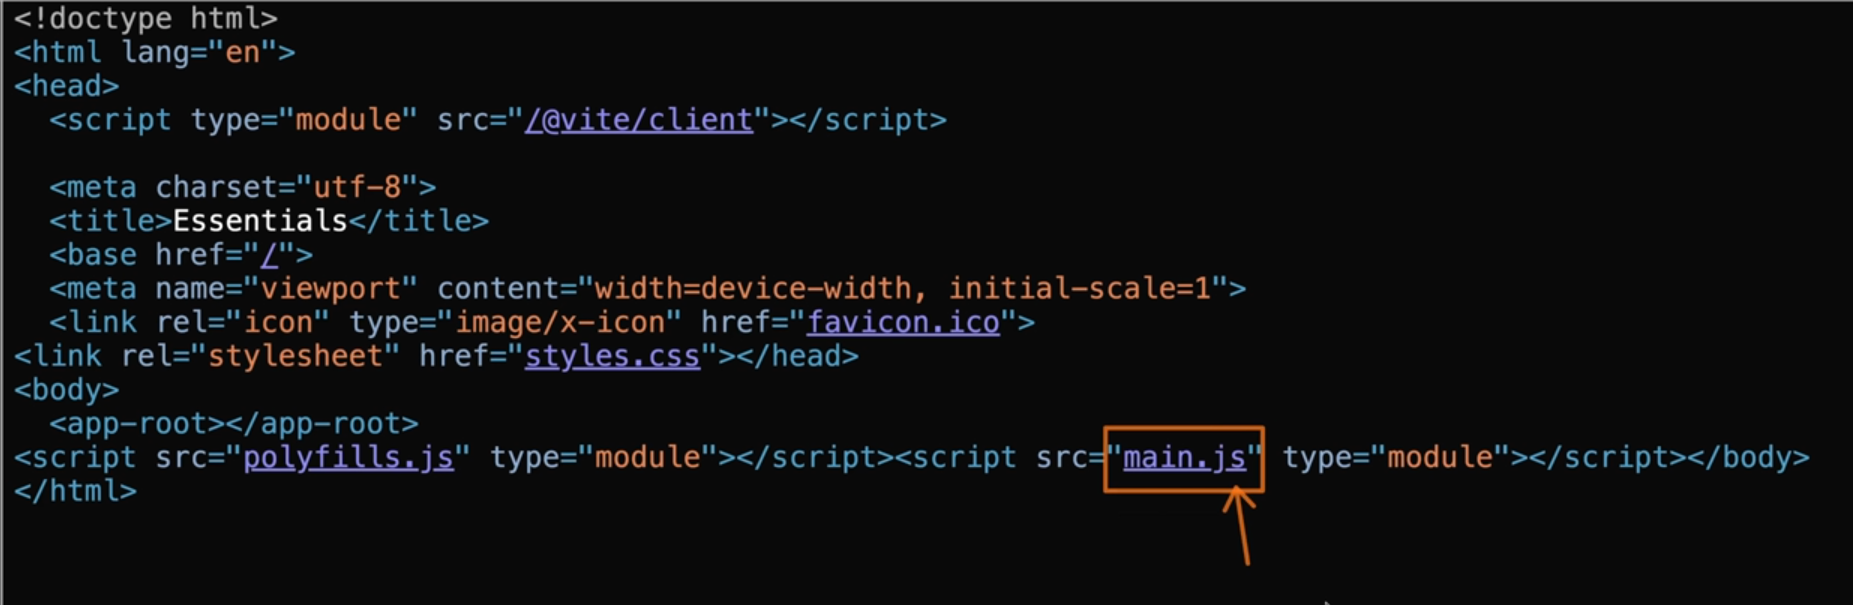 <!doctype html>
<html lang="en">
<head>
<script type="module" src="/@vite/client"></script>
<meta charset="utf-8">
<title>Essentials</title>
<base href="/">
<meta name="viewport" content="width=device-width, initial-scale=1">
<link rel="icon" type="image/x-icon" href="favicon.ico">
<link rel="stylesheet" href="styles.css"></head>
<body>
<app-root></app-root>
<script src="polyfills.js" type="module"></script><script src="main.js" type="module"></script></body>
</html>